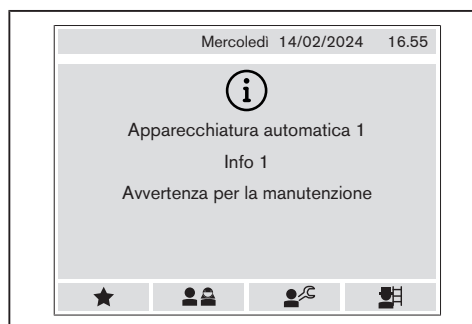 Mercoledì 14/02/2024 16.55
Apparecchiatura automatica 1
Info 1
Avvertenza per la manutenzione